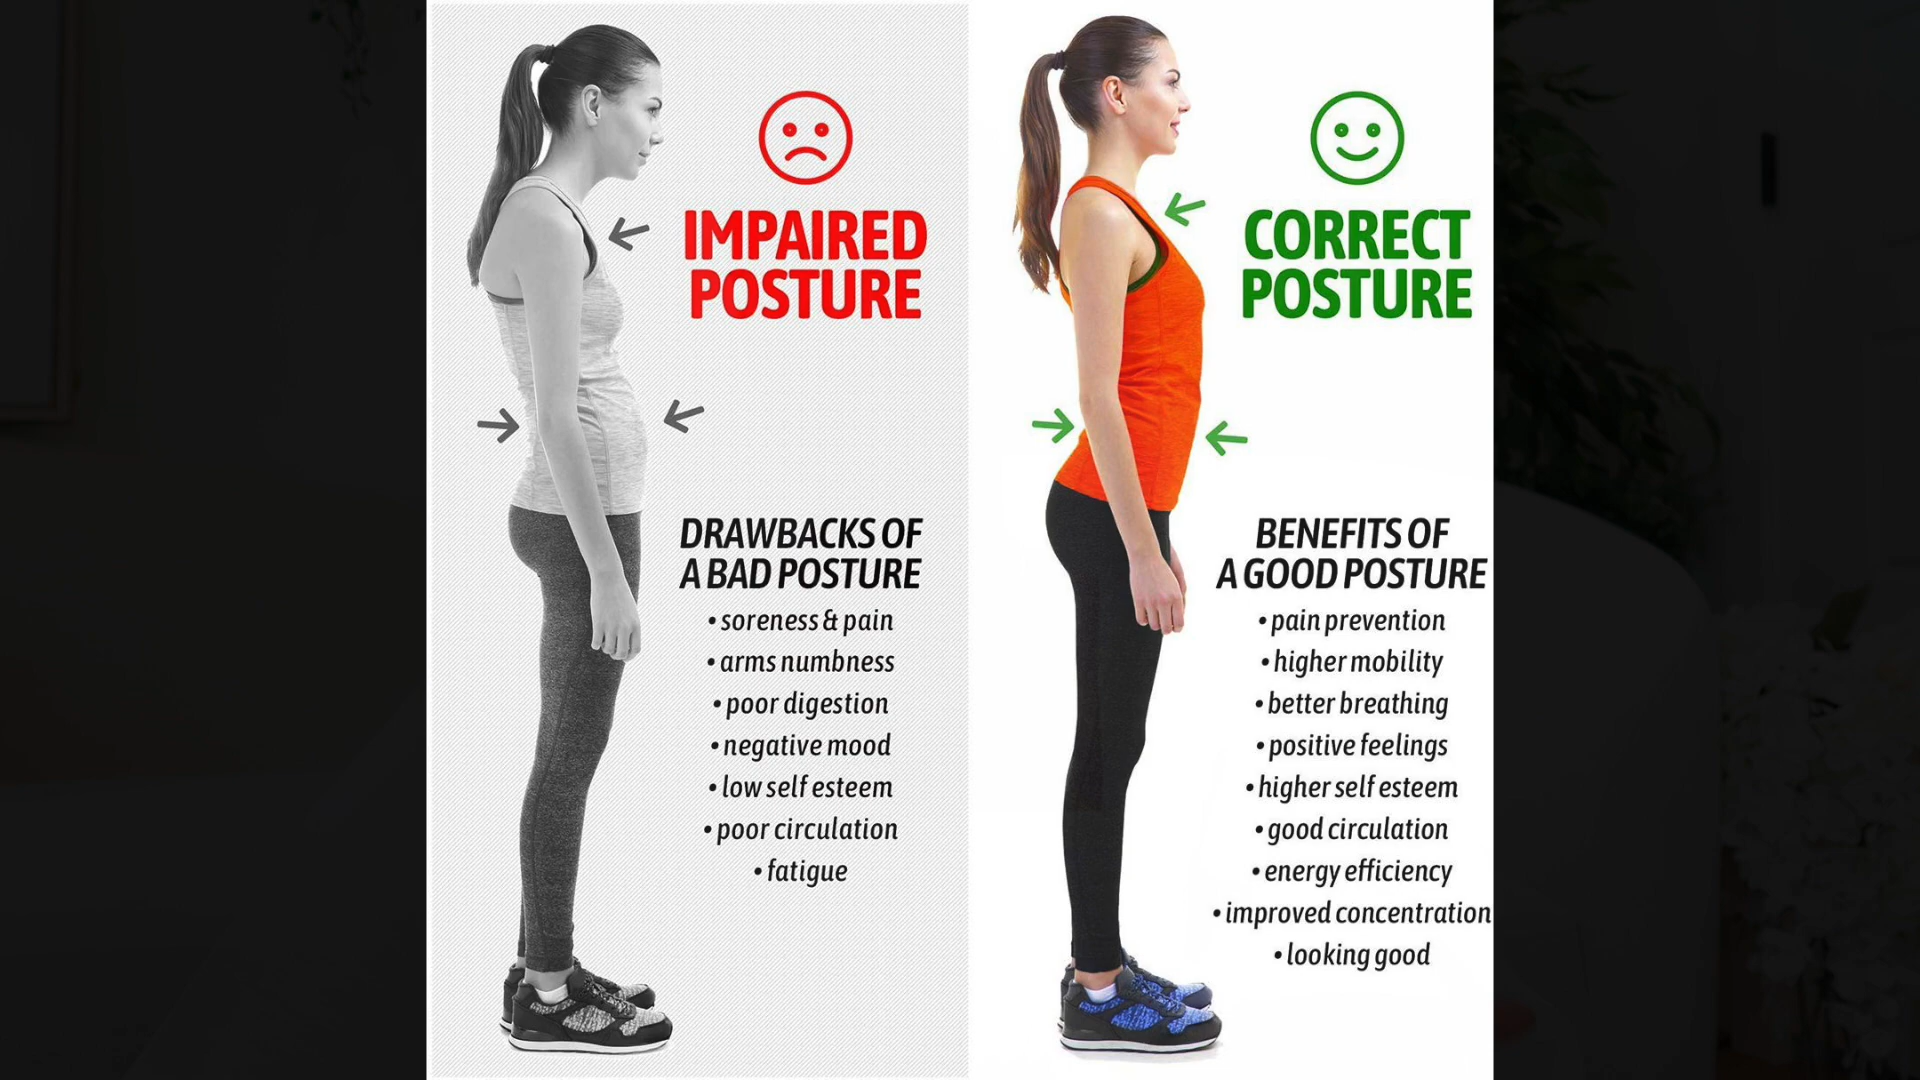 IMPAIRED
POSTURE
DRAWBACKS OF
A BAD POSTURE
• soreness & pain
• arms numbness
• poor digestion
• negative mood
• low self esteem
• poor circulation
• fatigue
CORRECT
POSTURE
BENEFITS OF
A GOOD POSTURE
• pain prevention
• higher mobility
• better breathing
• positive feelings
• higher self esteem
• good circulation
• energy efficiency
• improved concentration
• looking good